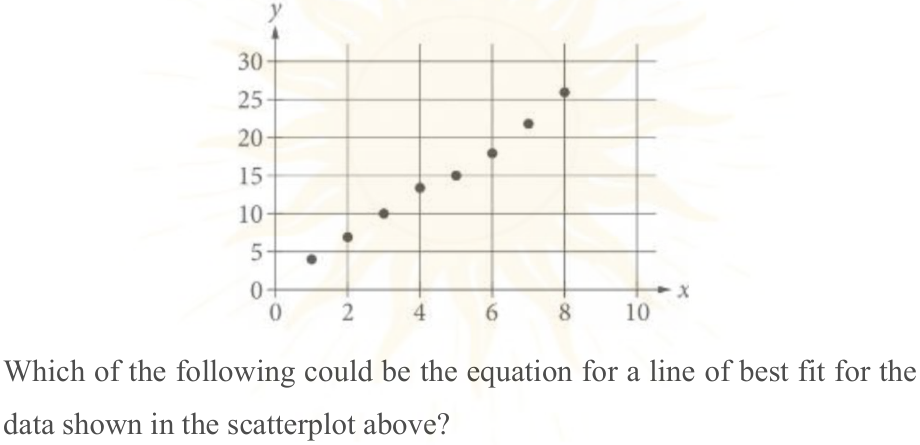 y
30
25
20
15
10
5
0
0 2 4 6 8 10 x
Which of the following could be the equation for a line of best fit for the
data shown in the scatterplot above?